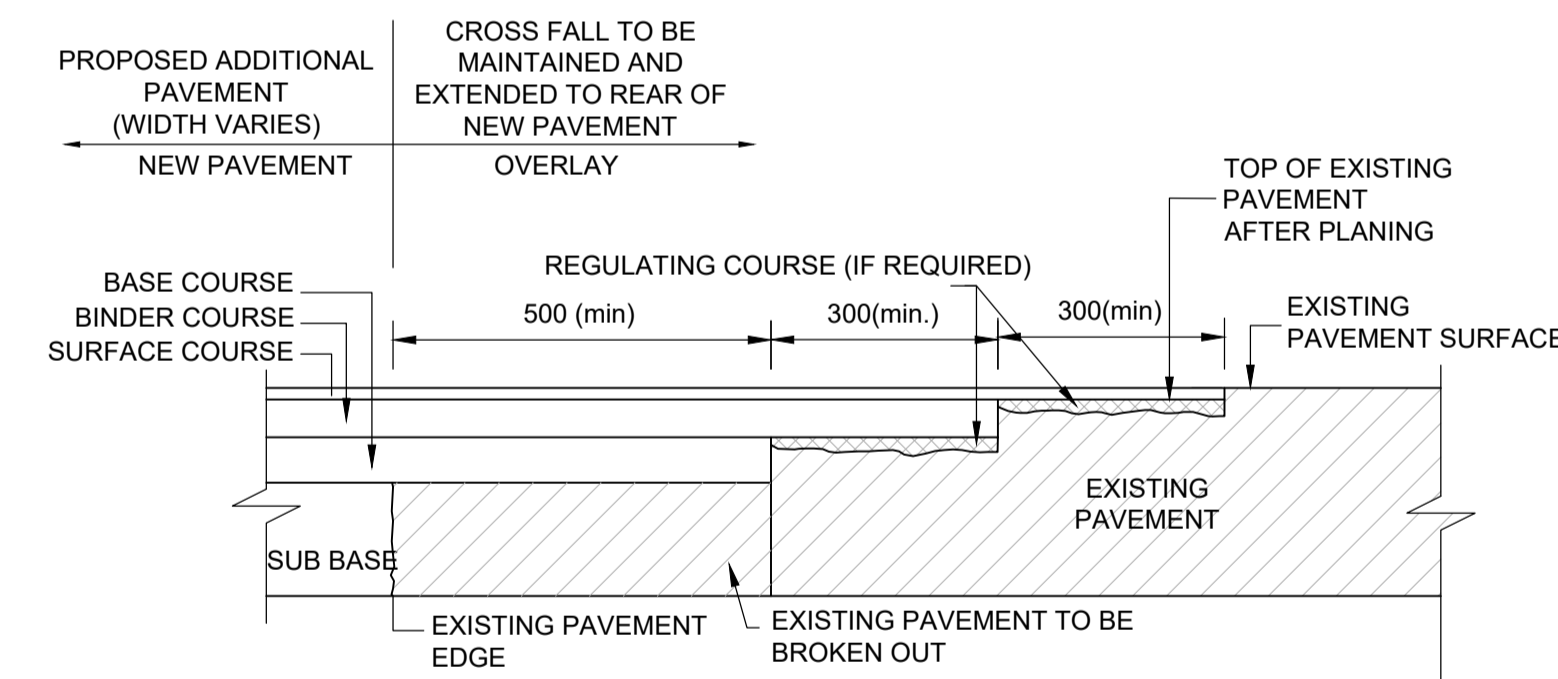 PROPOSED ADDITIONAL
PAVEMENT
(WIDTH VARIES)
NEW PAVEMENT
CROSS FALL TO BE
MAINTAINED AND
EXTENDED TO REAR OF
NEW PAVEMENT
OVERLAY
TOP OF EXISTING
PAVEMENT
AFTER PLANING
REGULATING COURSE (IF REQUIRED)
BASE COURSE
BINDER COURSE
SURFACE COURSE
500 (min)
300(min.)
300(min)
EXISTING
PAVEMENT SURFACE
EXISTING
PAVEMENT
SUB BASE
EXISTING PAVEMENT
EDGE
EXISTING PAVEMENT TO BE
BROKEN OUT